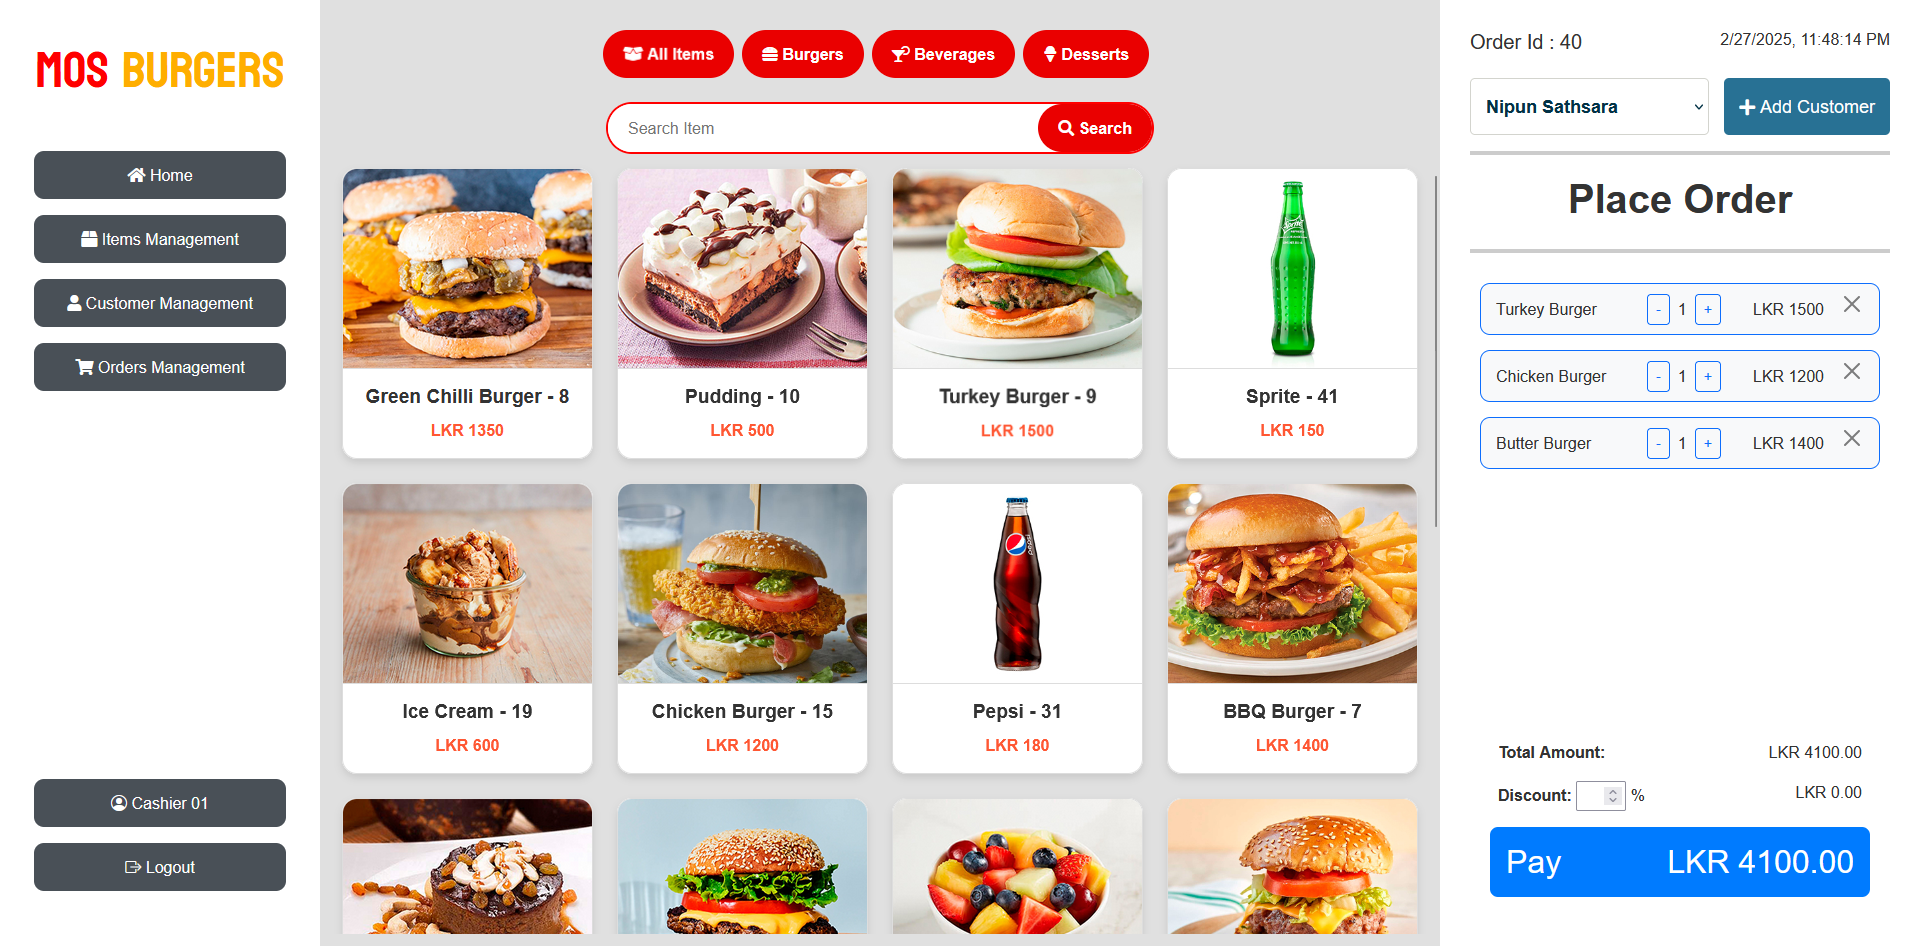 MOS BURGERS
Home
Items Management
Customer Management
Orders Management
Cashier 01
Logout
All Items
Burgers
Beverages
Desserts
Search Item
Search
Green Chilli Burger - 8
LKR 1350
Pudding - 10
LKR 500
Turkey Burger - 9
LKR 1500
Sprite
Sprite - 41
LKR 150
Ice Cream - 19
LKR 600
Chicken Burger - 15
LKR 1200
pepsi
Pepsi - 31
LKR 180
BBQ Burger - 7
LKR 1400
Order Id : 40
2/27/2025, 11:48:14 PM
Nipun Sathsara
+ Add Customer
Place Order
Turkey Burger - 1 + LKR 1500
Chicken Burger - 1 + LKR 1200
Butter Burger - 1 + LKR 1400
Total Amount: LKR 4100.00
Discount: % LKR 0.00
Pay LKR 4100.00